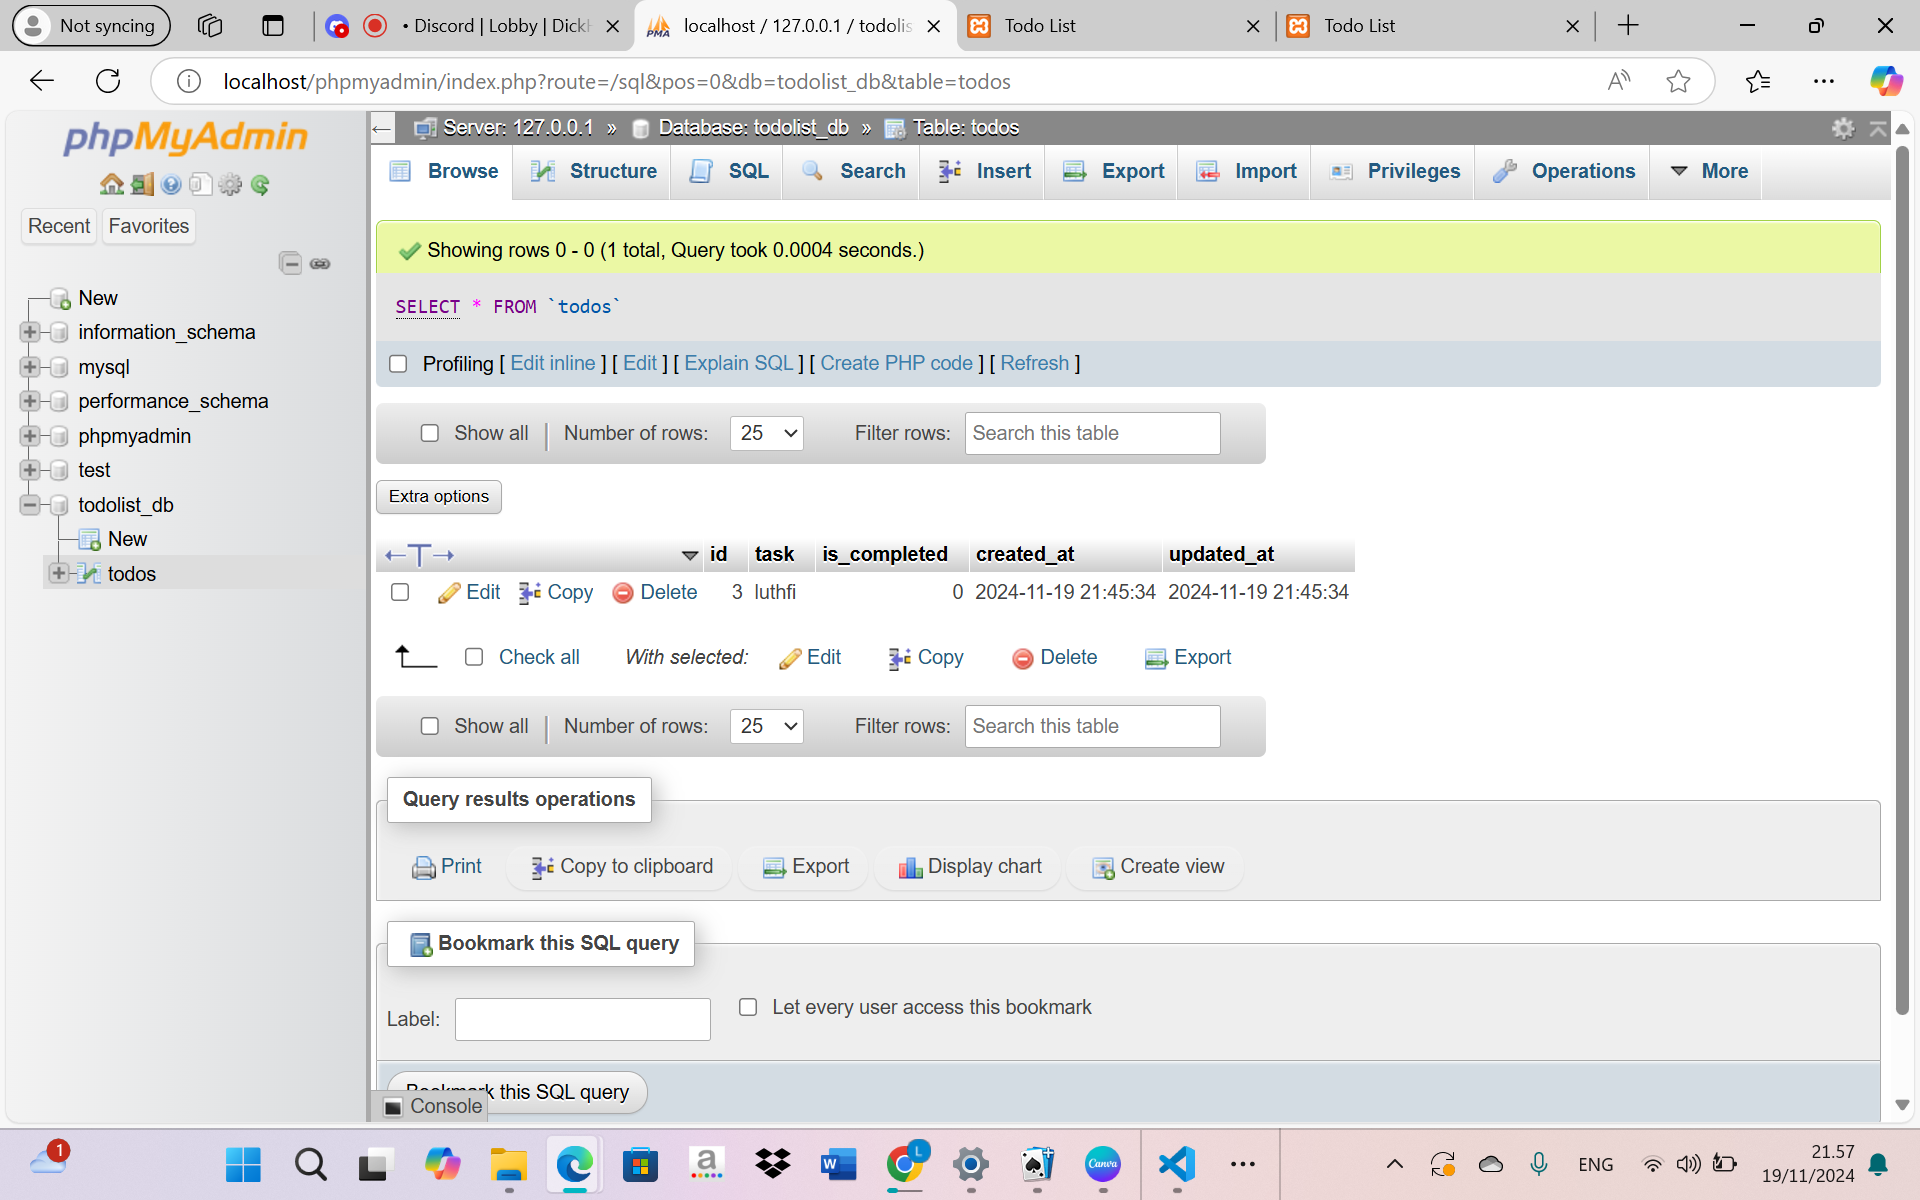 Not syncing
• Discord | Lobby | Dick
localhost / 127.0.0.1 / todolis
Todo List
Todo List
localhost/phpmyadmin/index.php?route=/sql&pos=0&db=todolist_db&table=todos
phpMyAdmin
Recent
Favorites
New
information_schema
mysql
performance_schema
phpmyadmin
test
todolist_db
New
todos
Server: 127.0.0.1 » Database: todolist_db » Table: todos
Browse
Structure
SQL
Search
Insert
Export
Import
Privileges
Operations
More
Showing rows 0 - 0 (1 total, Query took 0.0004 seconds.)
SELECT * FROM `todos`
Profiling [ Edit inline ] [ Edit ] [ Explain SQL ] [ Create PHP code ] [ Refresh ]
Show all | Number of rows: 25 Filter rows: Search this table
Extra options
id task is_completed created_at updated_at
Edit Copy Delete 3 luthfi 0 2024-11-19 21:45:34 2024-11-19 21:45:34
Check all With selected: Edit Copy Delete Export
Show all | Number of rows: 25 Filter rows: Search this table
Query results operations
Print Copy to clipboard Export Display chart Create view
Bookmark this SQL query
Label:
Let every user access this bookmark
Bookmark this SQL query
Console
1
a
W
L
Canva
ENG
21.57
19/11/2024